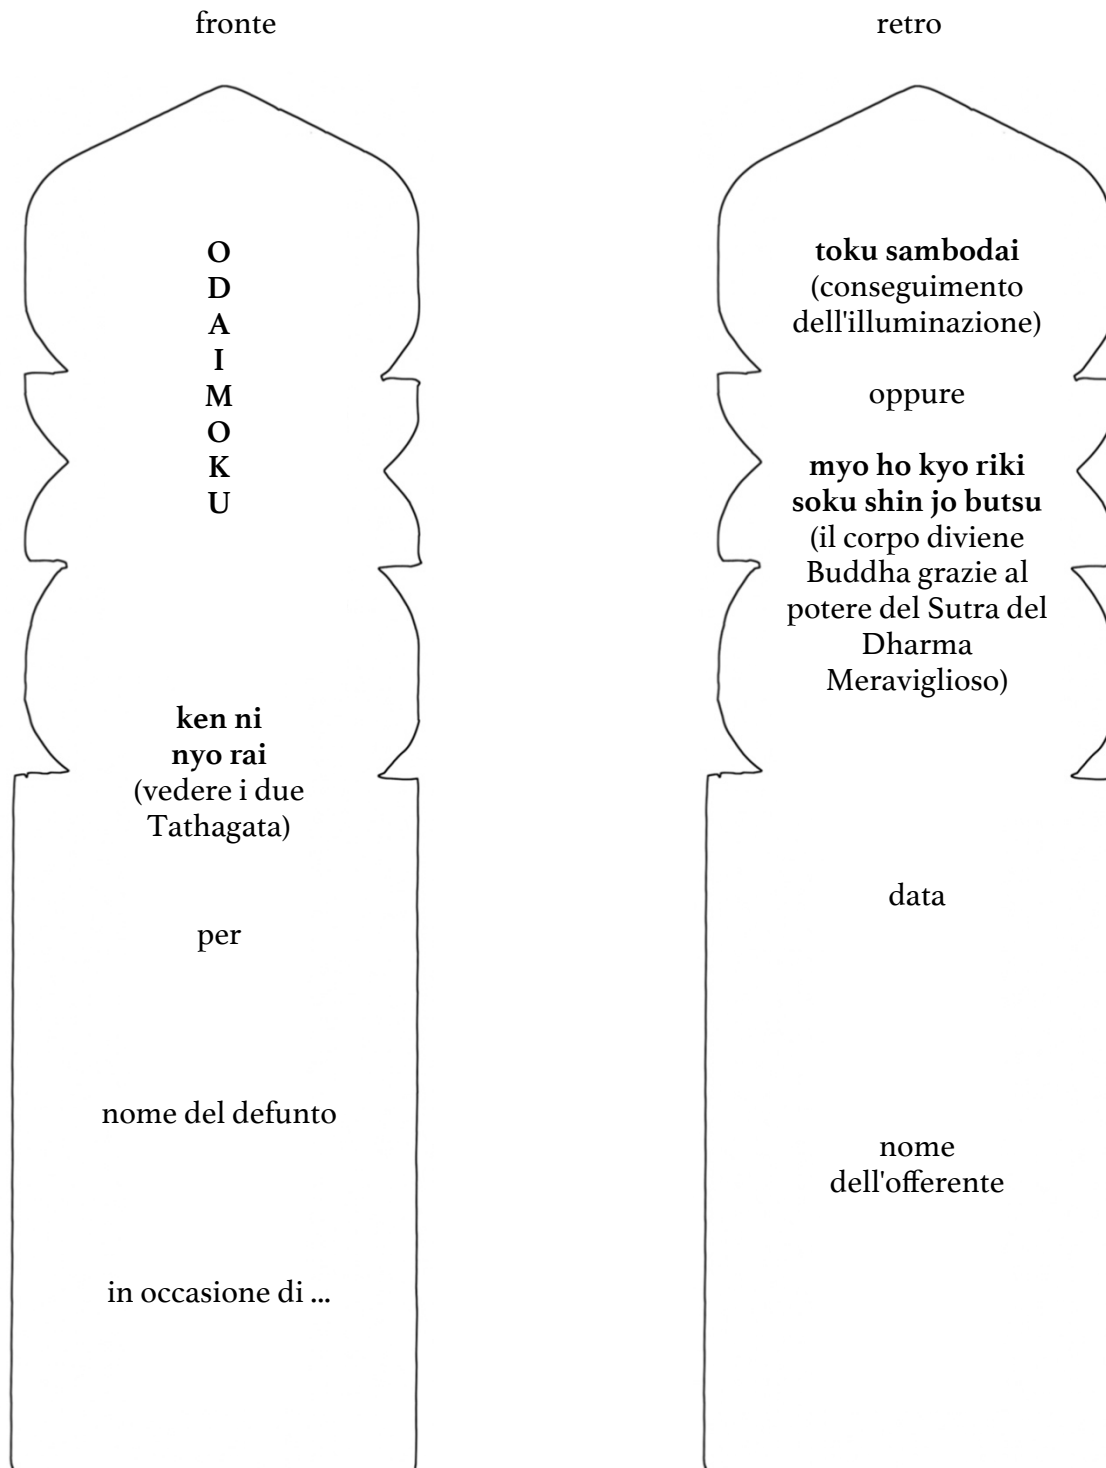 fronte
O
D
A
I
M
O
K
U
ken ni
nyo rai
(vedere i due
Tathagata)
per
nome del defunto
in occasione di ...
retro
toku sambodai
(conseguimento
dell'illuminazione)
oppure
myo ho kyo riki
soku shin jo butsu
(il corpo diviene
Buddha grazie al
potere del Sutra del
Dharma
Meraviglioso)
data
nome
dell'offerente